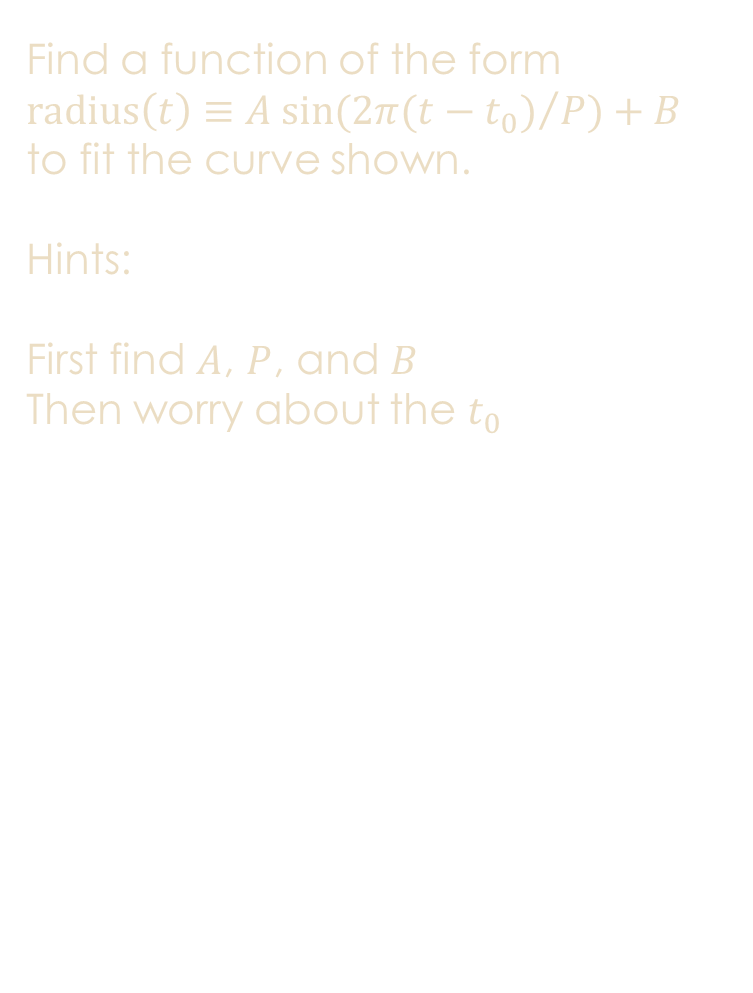 Find a function of the form
radius(t) ≡ A sin(2π(t − t₀)/P) + B
to fit the curve shown.
Hints:
First find A, P, and B
Then worry about the t₀